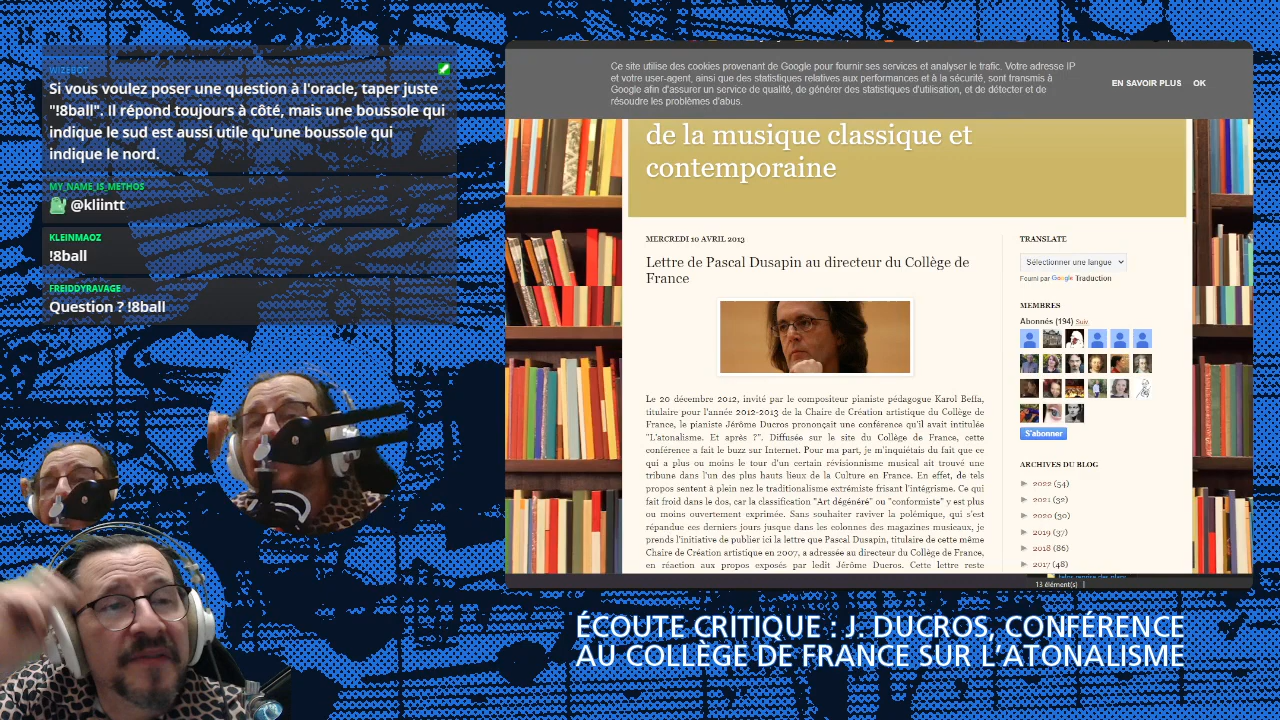 WIZEBOT
Si vous voulez poser une question à l'oracle, taper juste
"!8ball". Il répond toujours à côté, mais une boussole qui
indique le sud est aussi utile qu'une boussole qui
indique le nord.
MY_NAME_IS_METHOS
@kliintt
KLEINMAOZ
!8ball
FREIDDYRAVAGE
Question ? !8ball
Ce site utilise des cookies provenant de Google pour fournir ses services et analyser le trafic. Votre adresse IP
et votre user-agent, ainsi que des statistiques relatives aux performances et à la sécurité, sont transmis à
Google afin d'assurer un service de qualité, de générer des statistiques d'utilisation, et de détecter et de
résoudre les problèmes d'abus.
EN SAVOIR PLUS OK
de la musique classique et
contemporaine
MERCREDI 10 AVRIL 2013
Lettre de Pascal Dusapin au directeur du Collège de
France
Le 20 décembre 2012, invité par le compositeur pianiste pédagogue Karol Beffa,
titulaire pour l'année 2012-2013 de la Chaire de Création artistique du Collège de
France, le pianiste Jérôme Ducros prononçait une conférence qu'il avait intitulée
"L'atonalisme. Et après ?". Diffusée sur le site du Collège de France, cette
conférence a fait le buzz sur Internet. Pour ma part, je m'inquiétais du fait que ce
qui a plus ou moins le tour d'un certain révisionnisme musical ait trouvé une
tribune dans l'un des plus hauts lieux de la Culture en France. En effet, de tels
propos sentent à plein nez le traditionalisme extrémiste frisant l'intégrisme. Ce qui
fait froid dans le dos, car la classification "Art dégénéré" ou "conformiste" y est plus
ou moins ouvertement exprimée. Sans souhaiter raviver la polémique, qui s'est
répandue ces derniers jours jusque dans les colonnes des magazines musicaux, je
prends l'initiative de publier ici la lettre que Pascal Dusapin, titulaire de cette même
Chaire de Création artistique en 2007, a adressée au directeur du Collège de France,
en réaction aux propos exposés par ledit Jérôme Ducros. Cette lettre reste
TRANSLATE
Sélectionner une langue
Fourni par Google Traduction
MEMBRES
Abonnés (194) Suiv.
S'abonner
ARCHIVES DU BLOG
► 2022 (54)
► 2021 (32)
► 2020 (30)
► 2019 (37)
► 2018 (86)
► 2017 (48)
13 élément(s)
ÉCOUTE CRITIQUE : J. DUCROS, CONFÉRENCE
AU COLLÈGE DE FRANCE SUR L'ATONALISME